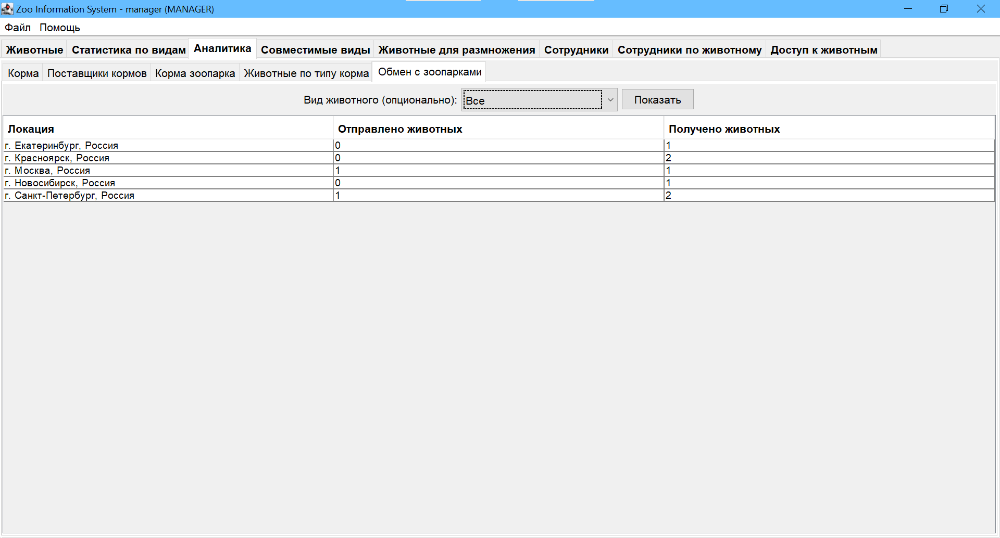 Zoo Information System - manager (MANAGER)
Файл Помощь
Животные Статистика по видам Аналитика Совместимые виды Животные для размножения Сотрудники Сотрудники по животному Доступ к животным
Корма Поставщики кормов Корма зоопарка Животные по типу корма Обмен с зоопарками
Вид животного (опционально): Все Показать
Локация Отправлено животных Получено животных
г. Екатеринбург, Россия 0 1
г. Красноярск, Россия 0 2
г. Москва, Россия 1 1
г. Новосибирск, Россия 0 1
г. Санкт-Петербург, Россия 1 2